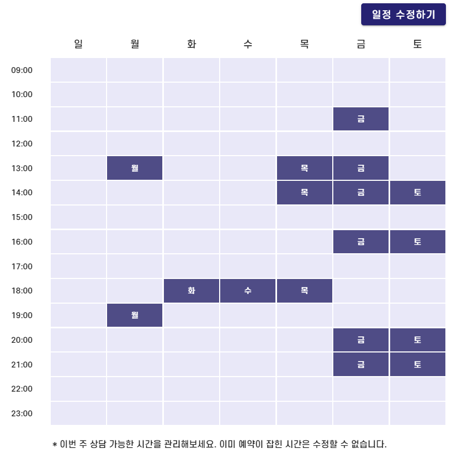 일정 수정하기
일 월 화 수 목 금 토
09:00
10:00
11:00 금
12:00
13:00 월 목 금
14:00 목 금 토
15:00
16:00 금 토
17:00
18:00 화 수 목
19:00 월
20:00 금 토
21:00 금 토
22:00
23:00
* 이번 주 상담 가능한 시간을 관리해보세요. 이미 예약이 잡힌 시간은 수정할 수 없습니다.